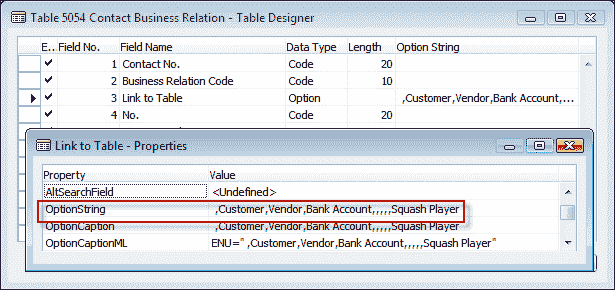 Table 5054 Contact Business Relation - Table Designer
E.. Field No. Field Name Data Type Length Option String
1 Contact No. Code 20
2 Business Relation Code Code 10
3 Link to Table Option ,Customer,Vendor,Bank Account,...
4 No. Code 20
Link to Table - Properties
Property Value
AltSearchField <Undefined>
OptionString ,Customer,Vendor,Bank Account,,,,,Squash Player
OptionCaption ,Customer,Vendor,Bank Account,,,,,Squash Player
OptionCaptionML ENU=" ,Customer,Vendor,Bank Account,,,,,Squash Player"